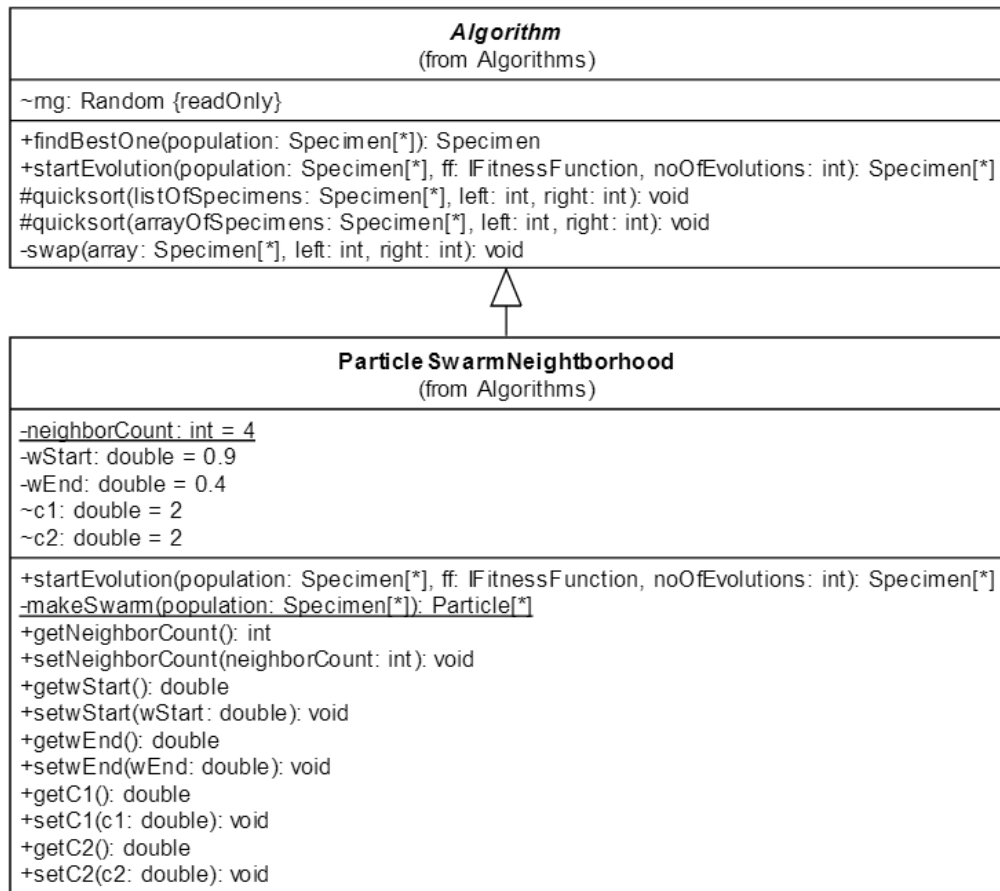 Algorithm
(from Algorithms)
~rng: Random {readOnly}
+findBestOne(population: Specimen[*]): Specimen
+startEvolution(population: Specimen[*], ff: IFitnessFunction, noOfEvolutions: int): Specimen[*]
#quicksort(listOfSpecimens: Specimen[*], left: int, right: int): void
#quicksort(arrayOfSpecimens: Specimen[*], left: int, right: int): void
-swap(array: Specimen[*], left: int, right: int): void
ParticleSwarmNeightborhood
(from Algorithms)
-neighborCount: int = 4
-wStart: double = 0.9
-wEnd: double = 0.4
~c1: double = 2
~c2: double = 2
+startEvolution(population: Specimen[*], ff: IFitnessFunction, noOfEvolutions: int): Specimen[*]
-makeSwarm(population: Specimen[*]): Particle[*]
+getNeighborCount(): int
+setNeighborCount(neighborCount: int): void
+getwStart(): double
+setwStart(wStart: double): void
+getwEnd(): double
+setwEnd(wEnd: double): void
+getC1(): double
+setC1(c1: double): void
+getC2(): double
+setC2(c2: double): void